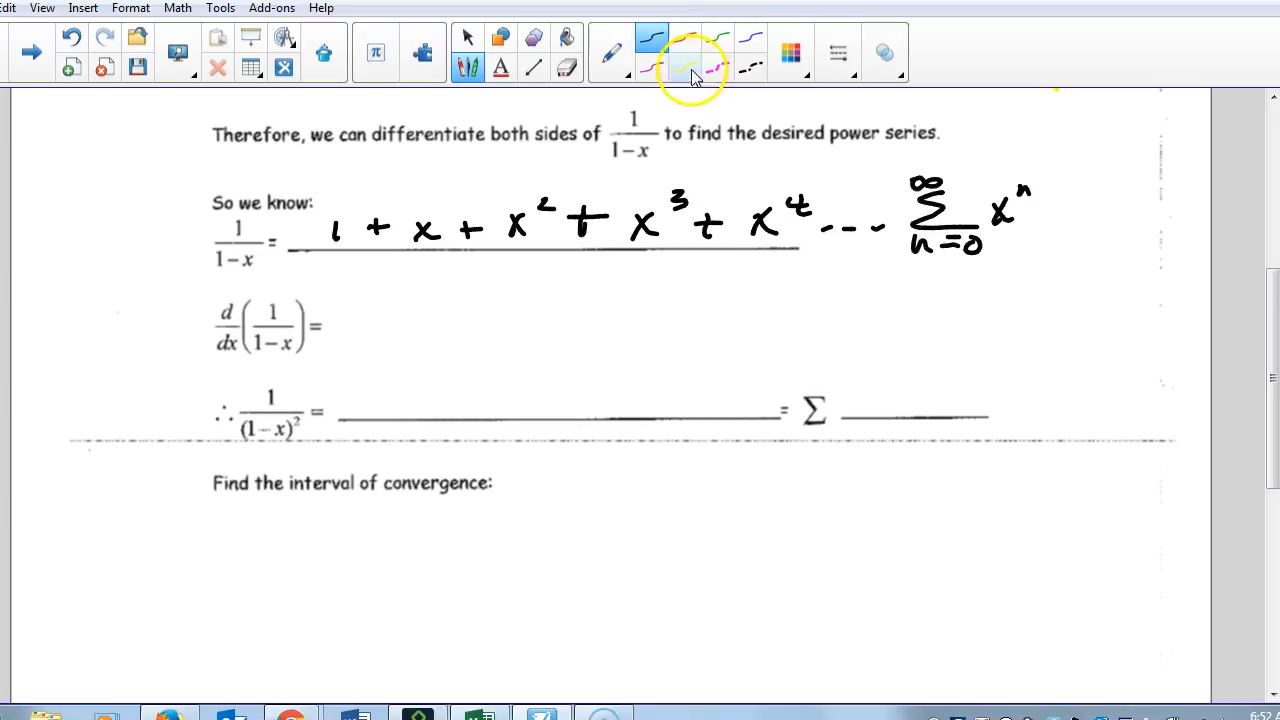 View Insert Format Math Tools Add-ons Help
Therefore, we can differentiate both sides of 1/(1-x) to find the desired power series.
So we know:
1/(1-x) = 1 + x + x² + x³ + x⁴ ... ∞ ∑ n=0 xⁿ
d/dx (1/(1-x)) =
∴ 1/(1-x)² = ____________ = ∑ ______
Find the interval of convergence: